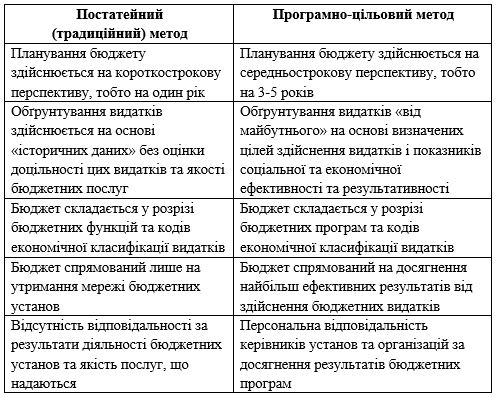 Постатейний
(традиційний) метод
Програмно-цільовий метод
Планування бюджету
здійснюється на короткострокову
перспективу, тобто на один рік
Планування бюджету здійснюється на
середньострокову перспективу, тобто
на 3-5 років
Обґрунтування видатків
здійснюється на основі
«історичних даних» без оцінки
доцільності цих видатків та якості
бюджетних послуг
Обґрунтування видатків «від
майбутнього» на основі визначених
цілей здійснення видатків і показників
соціальної та економічної
ефективності та результативності
Бюджет складається у розрізі
бюджетних функцій та кодів
економічної класифікації видатків
Бюджет складається у розрізі
бюджетних програм та кодів
економічної класифікації видатків
Бюджет спрямований лише на
утримання мережі бюджетних
установ
Бюджет спрямований на досягнення
найбільш ефективних результатів від
здійснення бюджетних видатків
Відсутність відповідальності за
результати діяльності бюджетних
установ та якість послуг, що
надаються
Персональна відповідальність
керівників установ та організацій за
досягнення результатів бюджетних
програм